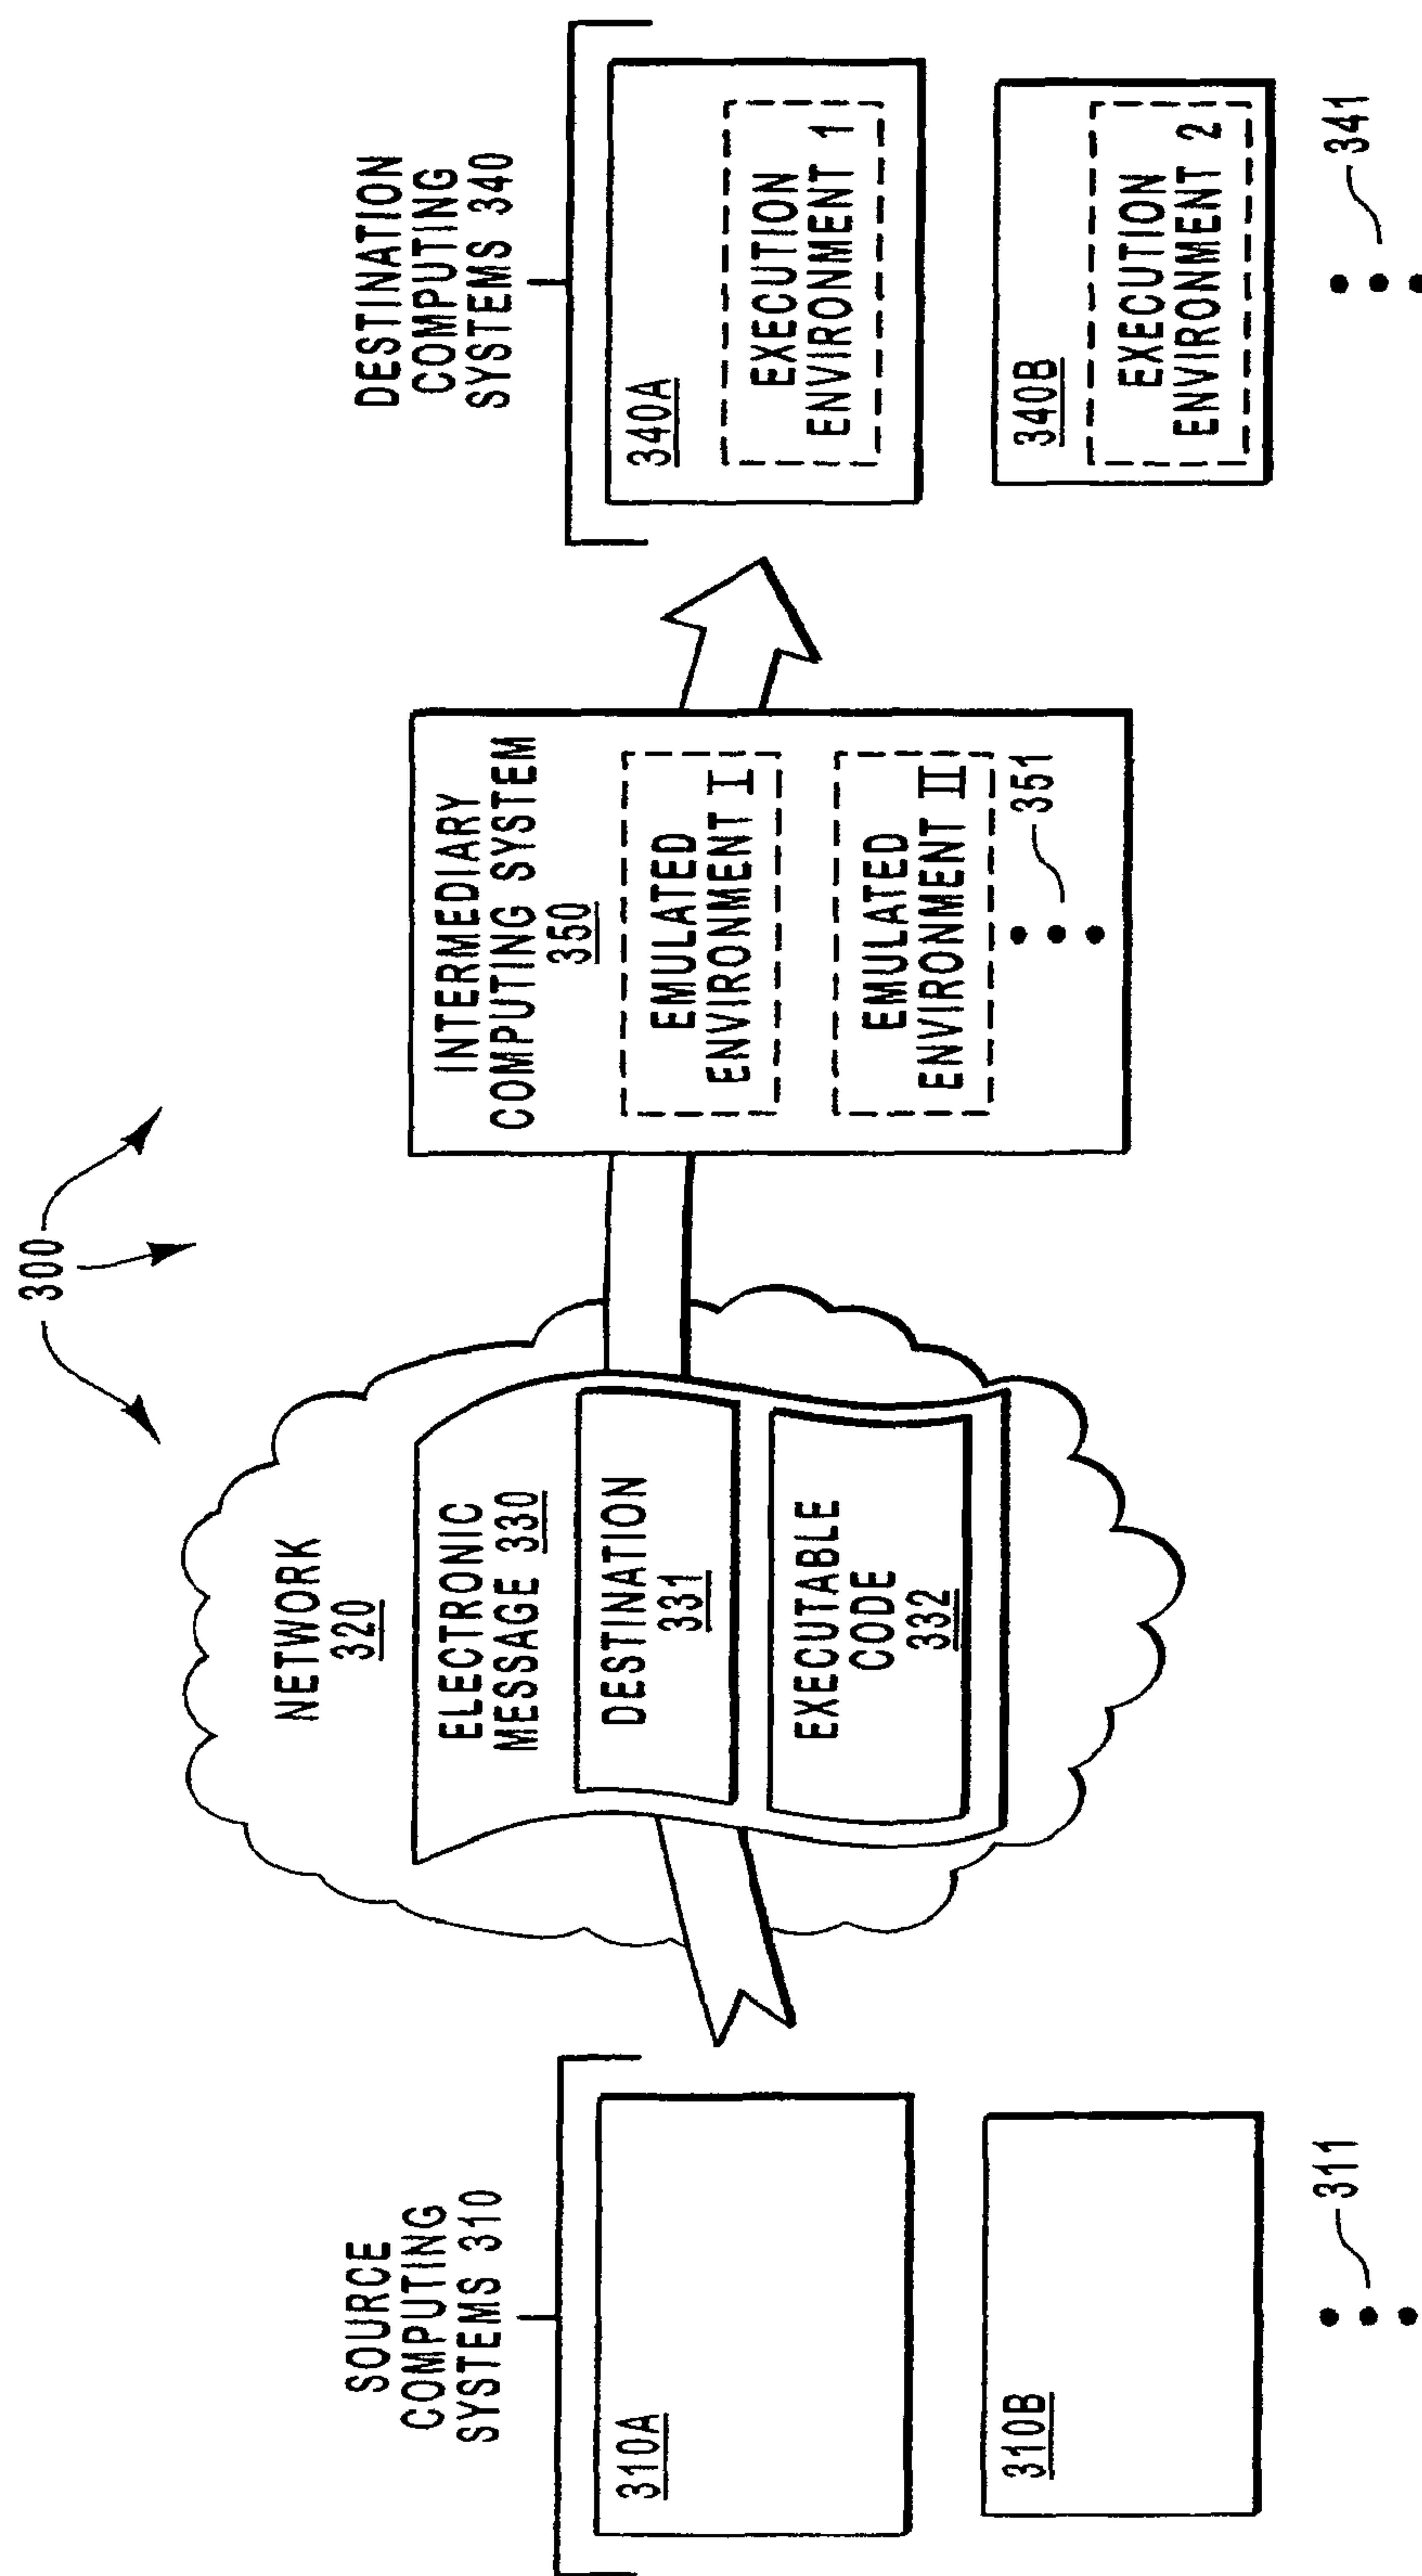 300
SOURCE
COMPUTING
SYSTEMS 310
310A
310B
311
NETWORK
320
ELECTRONIC
MESSAGE 330
DESTINATION
331
EXECUTABLE
CODE
332
INTERMEDIARY
COMPUTING SYSTEM
350
EMULATED
ENVIRONMENT I
EMULATED
ENVIRONMENT II
351
DESTINATION
COMPUTING
SYSTEMS 340
340A
EXECUTION
ENVIRONMENT 1
340B
EXECUTION
ENVIRONMENT 2
341